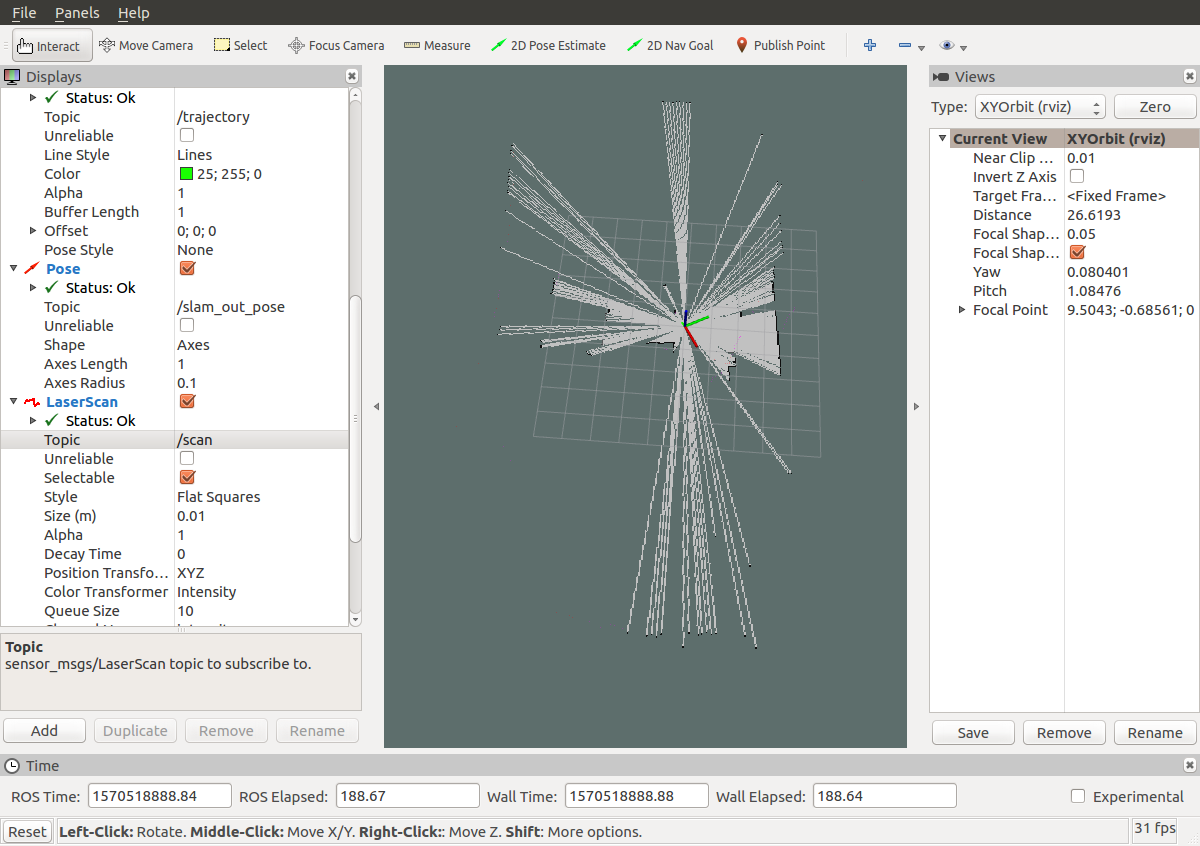 File Panels Help
Interact Move Camera Select Focus Camera Measure 2D Pose Estimate 2D Nav Goal Publish Point
Displays
Status: Ok
Topic /trajectory
Unreliable
Line Style Lines
Color 25; 255; 0
Alpha 1
Buffer Length 1
Offset 0; 0; 0
Pose Style None
Pose
Status: Ok
Topic /slam_out_pose
Unreliable
Shape Axes
Axes Length 1
Axes Radius 0.1
LaserScan
Status: Ok
Topic /scan
Unreliable
Selectable
Style Flat Squares
Size (m) 0.01
Alpha 1
Decay Time 0
Position Transfo... XYZ
Color Transformer Intensity
Queue Size 10
Topic
sensor_msgs/LaserScan topic to subscribe to.
Add Duplicate Remove Rename
Views
Type: XYOrbit (rviz) Zero
Current View XYOrbit (rviz)
Near Clip ... 0.01
Invert Z Axis
Target Fra... <Fixed Frame>
Distance 26.6193
Focal Shap... 0.05
Focal Shap...
Yaw 0.080401
Pitch 1.08476
Focal Point 9.5043; -0.68561; 0
Save Remove Rename
Time
ROS Time: 1570518888.84 ROS Elapsed: 188.67 Wall Time: 1570518888.88 Wall Elapsed: 188.64 Experimental
Reset Left-Click: Rotate. Middle-Click: Move X/Y. Right-Click:: Move Z. Shift: More options. 31 fps